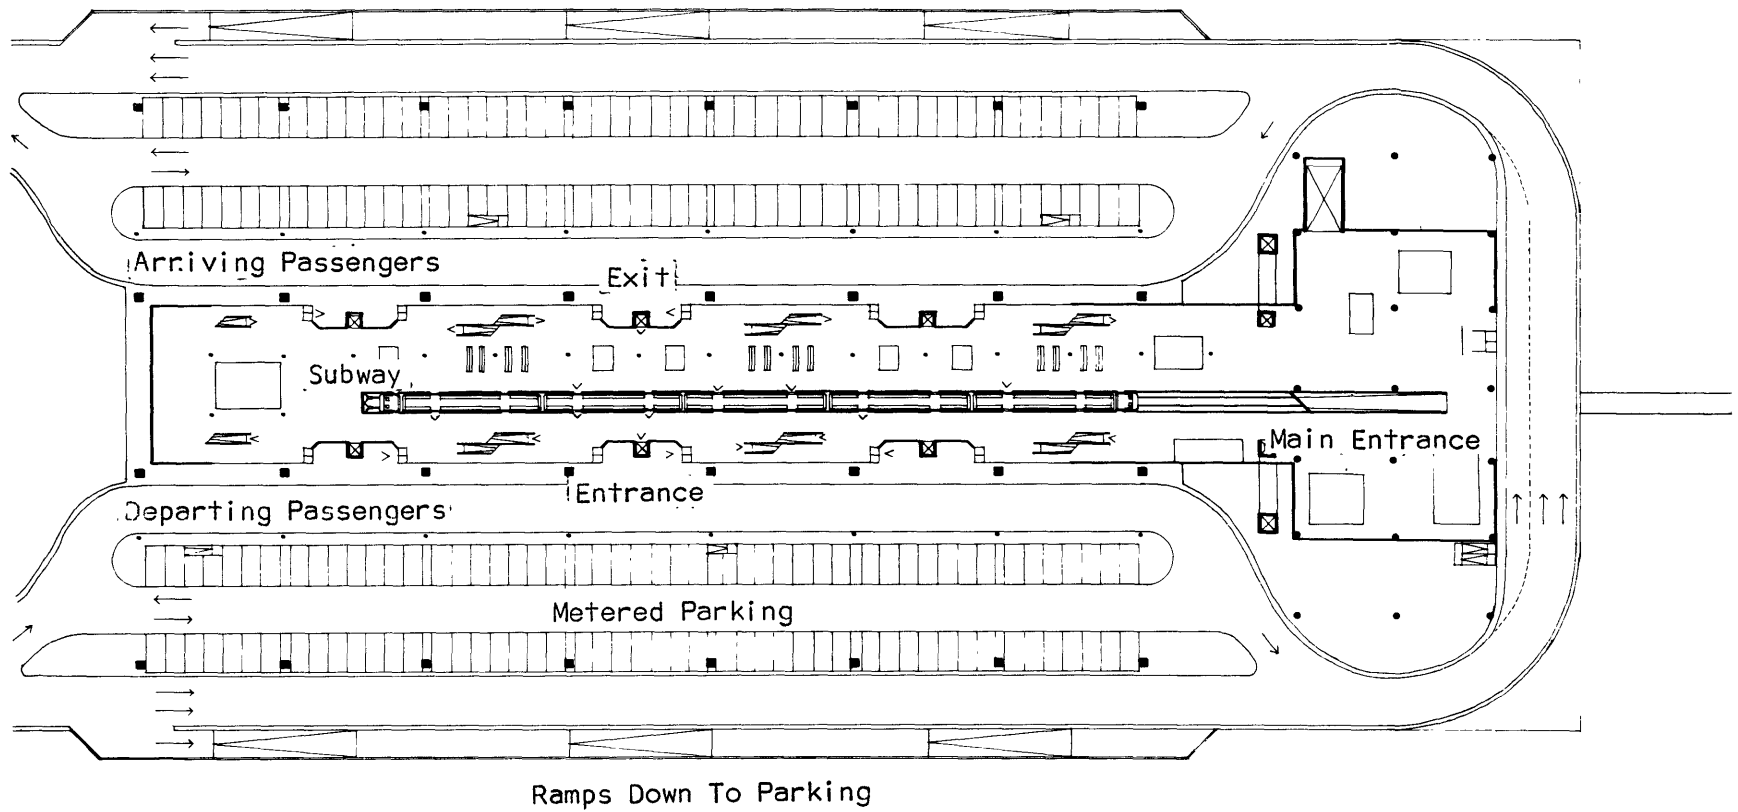 Arriving Passengers
Exit
Subway
Main Entrance
Entrance
Departing Passengers
Metered Parking
Ramps Down To Parking